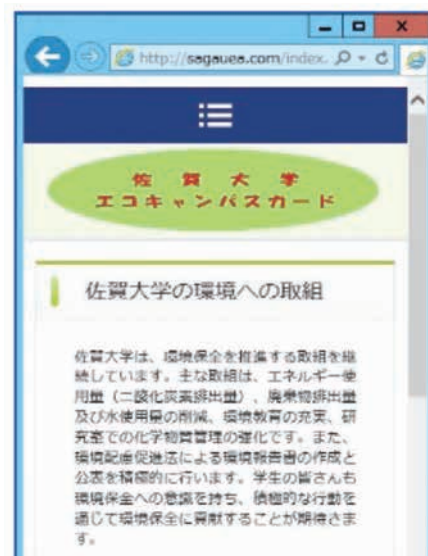 http://sagauea.com/index.
佐賀大学
エコキャンパスカード
佐賀大学の環境への取組
佐賀大学は、環境保全を推進する取組を継
続しています。主な取組は、エネルギー使
用量（二酸化炭素排出量）、廃棄物排出量
及び水使用量の削減、環境教育の充実、研
究室での化学物質管理の強化です。また、
環境配慮促進法による環境報告書の作成と
公表を積極的に行います。学生の皆さんも
環境保全への意識を持ち、積極的な行動を
通じて環境保全に貢献することが期待されま
す。